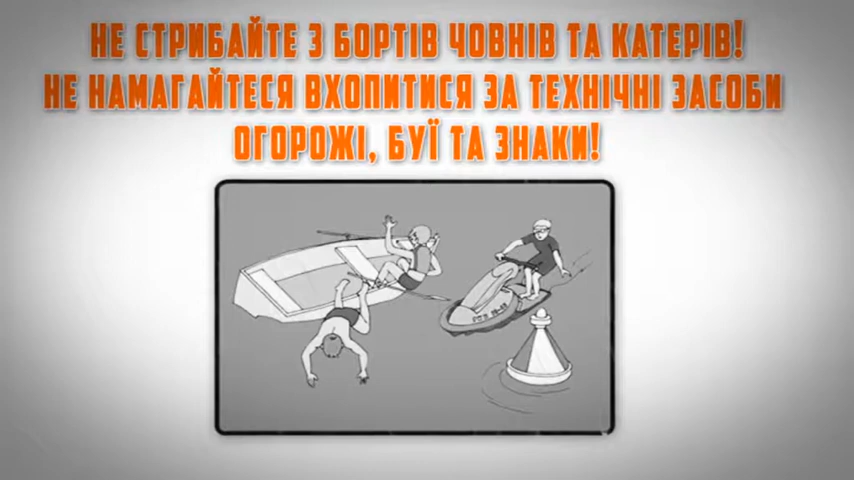 НЕ СТРИБАЙТЕ З БОРТІВ ЧОВНІВ ТА КАТЕРІВ!
НЕ НАМАГАЙТЕСЯ ВХОПИТИСЯ ЗА ТЕХНІЧНІ ЗАСОБИ
ОГОРОЖІ, БУЇ ТА ЗНАКИ!